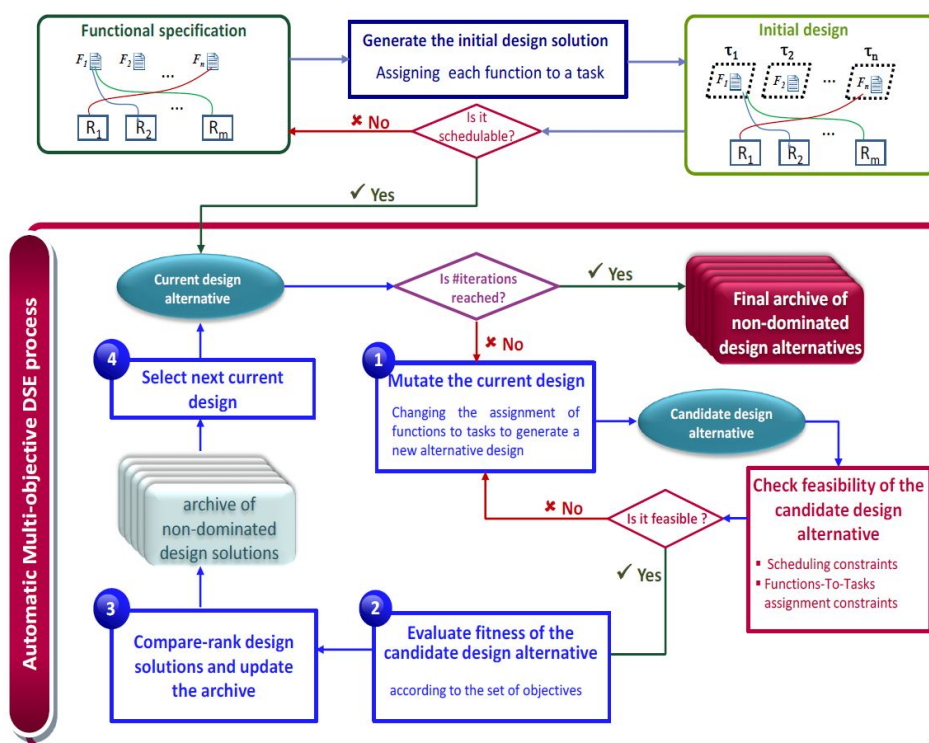 Functional specification
F1 F2 ... Fn
...
R1 R2 Rm
Generate the initial design solution
Assigning each function to a task
Initial design
τ1 τ2 τn
F1 F2 ... Fn
...
R1 R2 Rm
Is it
schedulable?
✘ No
✓ Yes
Automatic Multi-objective DSE process
Current design
alternative
Is #iterations
reached?
✓ Yes
Final archive of
non-dominated
design alternatives
✘ No
4
Select next current
design
1
Mutate the current design
Changing the assignment of
functions to tasks to generate a
new alternative design
Candidate design
alternative
archive of
non-dominated
design solutions
Check feasibility of the
candidate design
alternative
▪ Scheduling constraints
▪ Functions-To-Tasks
assignment constraints
Is it feasible ?
✘ No
✓ Yes
3
Compare-rank design
solutions and update
the archive
2
Evaluate fitness of the
candidate design alternative
according to the set of objectives